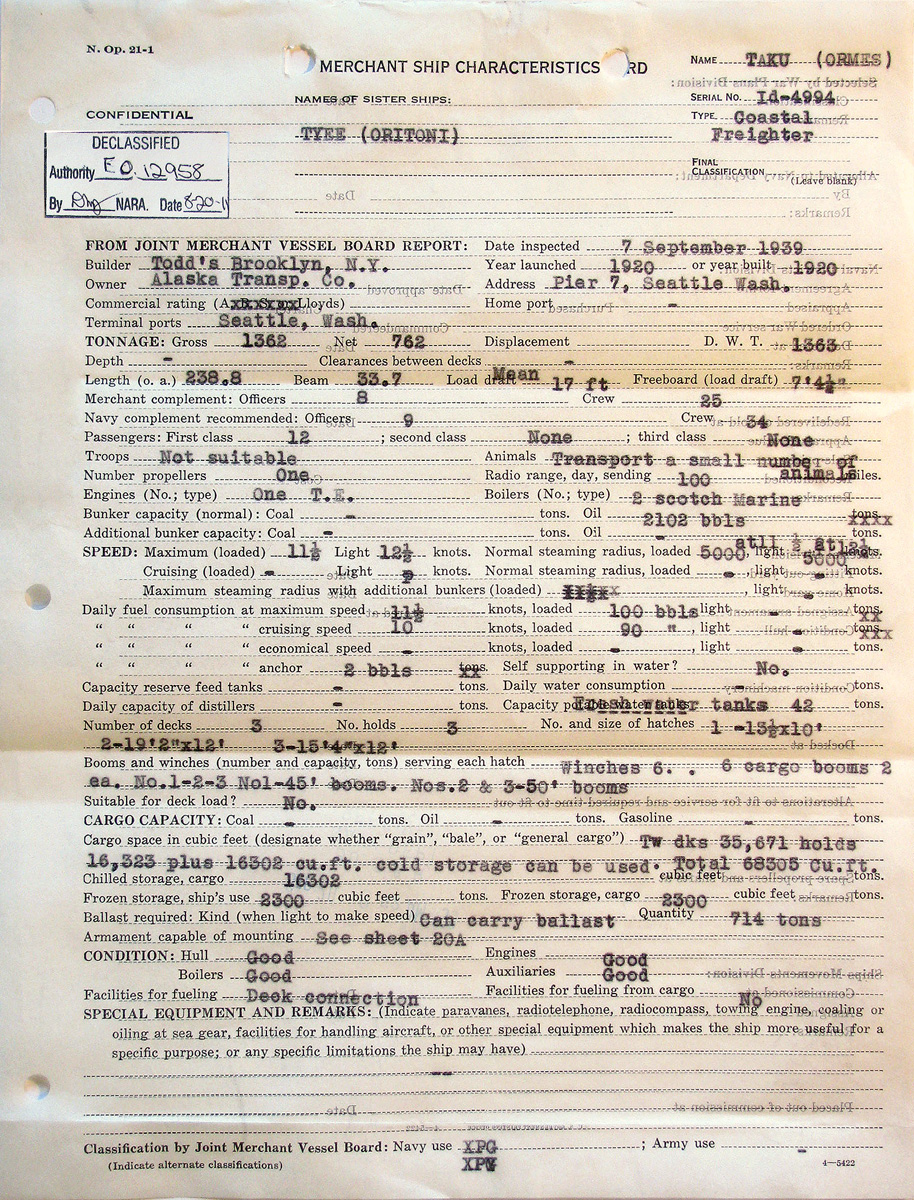 N. Op. 21-1
MERCHANT SHIP CHARACTERISTICS RD
NAME TAKU (ORMES)
NAMES OF SISTER SHIPS:
SERIAL NO. Id-4994
CONFIDENTIAL
TYPE Coastal
TYEE (ORITONI)
Freighter
DECLASSIFIED
Authority E.O. 12958
By NARA. Date 8-20-11
FINAL
CLASSIFICATION (Leave blank)
FROM JOINT MERCHANT VESSEL BOARD REPORT: Date inspected 7 September 1939
Builder Todd's Brooklyn, N.Y. Year launched 1920 or year built 1920
Owner Alaska Transp. Co. Address Pier 7, Seattle Wash.
Commercial rating (A Lloyds) Home port -
Terminal ports Seattle, Wash.
TONNAGE: Gross 1362 Net 762 Displacement D. W. T. 1363
Depth - Clearances between decks -
Length (o. a.) 238.8 Beam 33.7 Load draft Mean 17 ft Freeboard (load draft) 7'4½"
Merchant complement: Officers 8 Crew 25
Navy complement recommended: Officers 9 Crew 34
Passengers: First class 12 ; second class None ; third class None
Troops Not suitable Animals Transport a small number of animals
Number propellers One Radio range, day, sending 100 miles.
Engines (No.; type) One T.E. Boilers (No.; type) 2 scotch Marine
Bunker capacity (normal): Coal - tons. Oil 2102 bbls tons. xxxx
Additional bunker capacity: Coal - tons. Oil - tons.
SPEED: Maximum (loaded) 11½ Light 12½ knots. Normal steaming radius, loaded 5000, light 5000 knots.
Cruising (loaded) - Light - knots. Normal steaming radius, loaded -, light - knots.
Maximum steaming radius with additional bunkers (loaded) , light - knots.
Daily fuel consumption at maximum speed 11½ knots, loaded 100 bbls light - tons. xx
" " " " cruising speed 10 knots, loaded 90 ", light - tons. xxx
" " " " economical speed - knots, loaded -, light - tons.
" " " " anchor 2 bbls tons. xx Self supporting in water? No.
Capacity reserve feed tanks - tons. Daily water consumption - tons.
Daily capacity of distillers - tons. Capacity potable water tanks Fresh water tanks 42 tons.
Number of decks 3 No. holds 3 No. and size of hatches 1 -13½x10'
2-19'2"x12' 3-15'4"x12'
Booms and winches (number and capacity, tons) serving each hatch Winches 6. . 6 cargo booms 2
ea. No.1-2-3 No1-45' booms. Nos.2 & 3-50' booms
Suitable for deck load? No.
CARGO CAPACITY: Coal - tons. Oil - tons. Gasoline - tons.
Cargo space in cubic feet (designate whether "grain", "bale", or "general cargo") Tw dks 35,671 holds
16,323 plus 16302 cu.ft. cold storage can be used. Total 68305 Cu.ft.
Chilled storage, cargo 16302 cubic feet tons.
Frozen storage, ship's use 2300 cubic feet tons. Frozen storage, cargo 2300 cubic feet tons.
Ballast required: Kind (when light to make speed) Can carry ballast Quantity 714 tons
Armament capable of mounting See sheet 20A
CONDITION: Hull Good Engines Good
Boilers Good Auxiliaries Good
Facilities for fueling Deck connection Facilities for fueling from cargo No
SPECIAL EQUIPMENT AND REMARKS: (Indicate paravanes, radiotelephone, radiocompass, towing engine, coaling or
oiling at sea gear, facilities for handling aircraft, or other special equipment which makes the ship more useful for a
specific purpose; or any specific limitations the ship may have)
--
Classification by Joint Merchant Vessel Board: Navy use XPG ; Army use -
(Indicate alternate classifications) XPV
4—5422